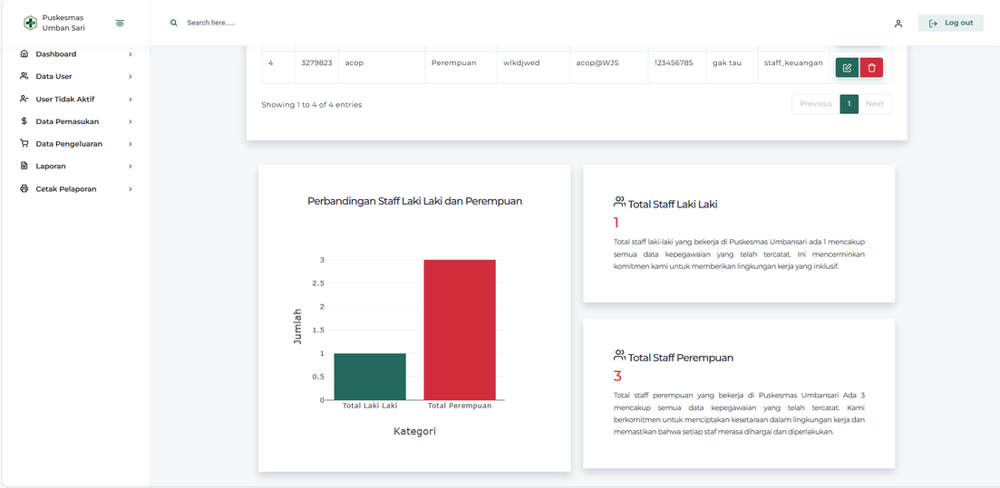 Puskesmas
Umban Sari
Search here.....
Log out
Dashboard
Data User
User Tidak Aktif
Data Pemasukan
Data Pengeluaran
Laporan
Cetak Pelaporan
4 3279823 acop Perempuan wlkdjwed acop@WJS 123456785 gak tau staff_keuangan
Showing 1 to 4 of 4 entries
Previous 1 Next
Perbandingan Staff Laki Laki dan Perempuan
3
2.5
2
1.5
1
0.5
0
Jumlah
Total Laki Laki Total Perempuan
Kategori
Total Staff Laki Laki
1
Total staff laki-laki yang bekerja di Puskesmas Umbansari ada 1 mencakup
semua data kepegawaian yang telah tercatat. Ini mencerminkan
komitmen kami untuk memberikan lingkungan kerja yang inklusif.
Total Staff Perempuan
3
Total staff perempuan yang bekerja di Puskesmas Umbansari Ada 3
mencakup semua data kepegawaian yang telah tercatat. Kami
berkomitmen untuk menciptakan kesetaraan dalam lingkungan kerja dan
memastikan bahwa setiap staf merasa dihargai dan diperlakukan.